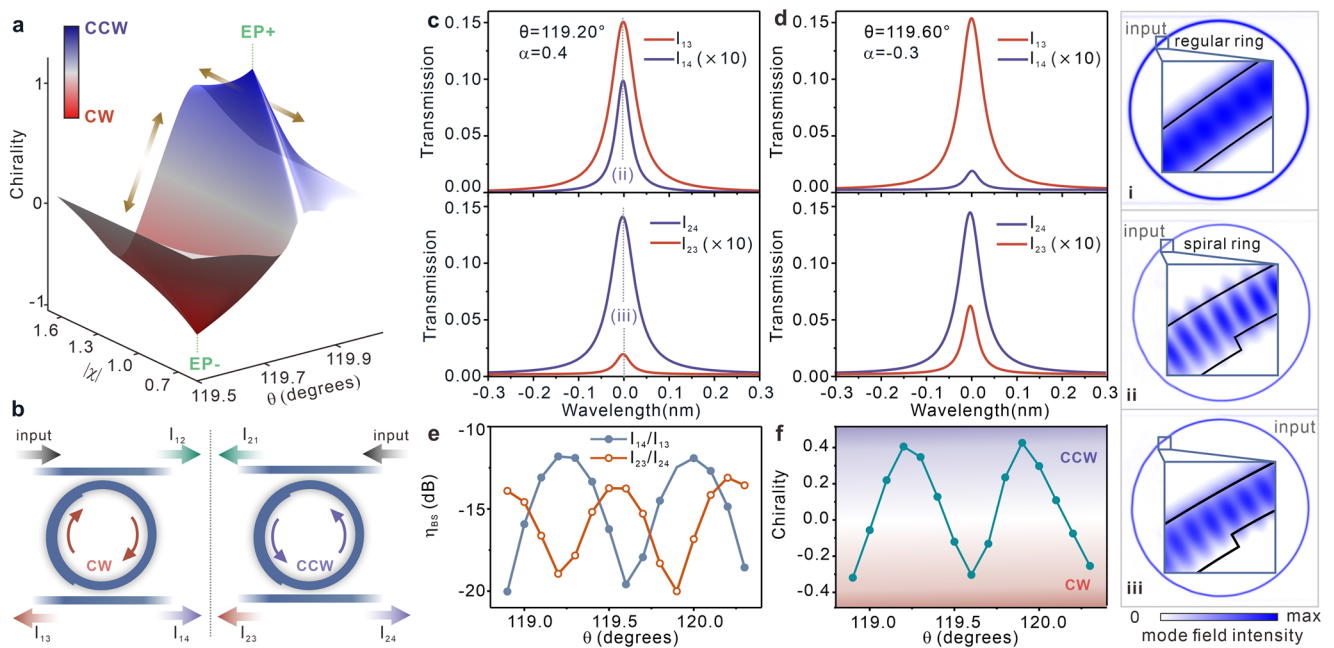 a
CCW
CW
EP+
Chirality
1
0
-1
EP-
1.6
1.3
1.0
0.7
|χ|
119.5
119.7
119.9
θ (degrees)
b
input
I12
I21
input
CW
CCW
I13
I14
I23
I24
c
θ=119.20°
α=0.4
I13
I14 (×10)
Transmission
0.15
0.10
0.05
0.00
(ii)
I24
I23 (×10)
Transmission
0.15
0.10
0.05
0.00
(iii)
-0.3
-0.2
-0.1
0.0
0.1
0.2
0.3
Wavelength(nm)
d
θ=119.60°
α=-0.3
I13
I14 (×10)
Transmission
0.15
0.10
0.05
0.00
I24
I23 (×10)
Transmission
0.15
0.10
0.05
0.00
-0.3
-0.2
-0.1
0.0
0.1
0.2
0.3
Wavelength(nm)
e
I14/I13
I23/I24
ηBS (dB)
-10
-15
-20
119.0
119.5
120.0
θ (degrees)
f
CCW
CW
Chirality
0.4
0.2
0.0
-0.2
-0.4
119.0
119.5
120.0
θ (degrees)
input
regular ring
i
input
spiral ring
ii
input
iii
0
max
mode field intensity